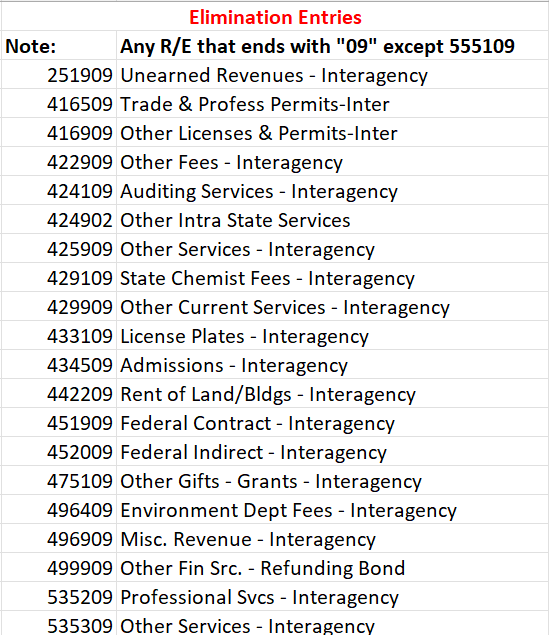 Elimination Entries
Note: Any R/E that ends with "09" except 555109
251909 Unearned Revenues - Interagency
416509 Trade & Profess Permits-Inter
416909 Other Licenses & Permits-Inter
422909 Other Fees - Interagency
424109 Auditing Services - Interagency
424902 Other Intra State Services
425909 Other Services - Interagency
429109 State Chemist Fees - Interagency
429909 Other Current Services - Interagency
433109 License Plates - Interagency
434509 Admissions - Interagency
442209 Rent of Land/Bldgs - Interagency
451909 Federal Contract - Interagency
452009 Federal Indirect - Interagency
475109 Other Gifts - Grants - Interagency
496409 Environment Dept Fees - Interagency
496909 Misc. Revenue - Interagency
499909 Other Fin Src. - Refunding Bond
535209 Professional Svcs - Interagency
535309 Other Services - Interagency